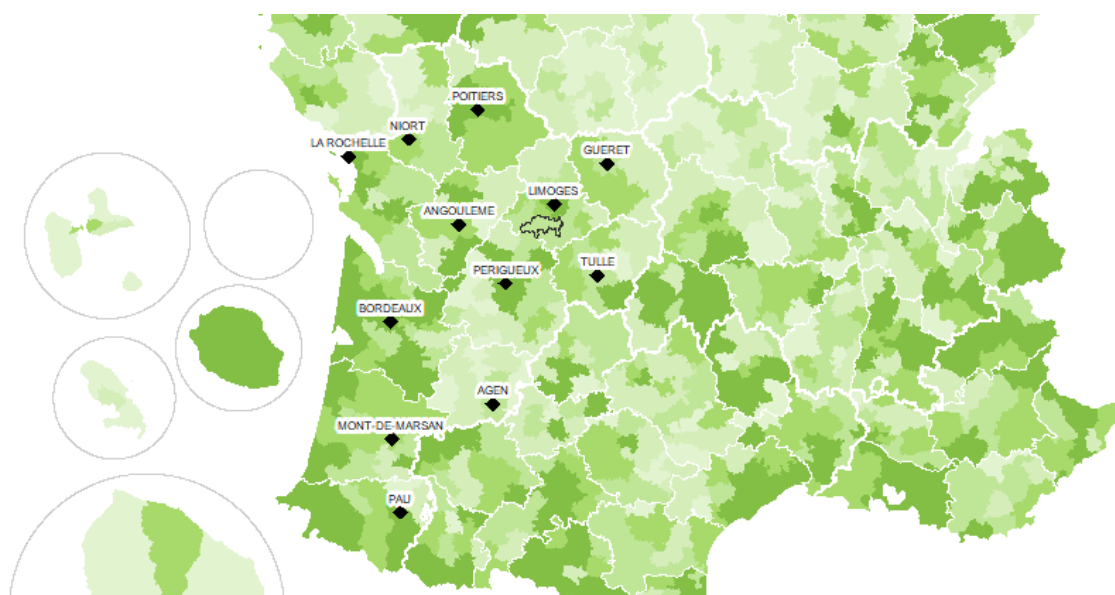 POITIERS
NIORT
LA ROCHELLE
GUERET
LIMOGES
ANGOULEME
PERIGUEUX
TULLE
BORDEAUX
AGEN
MONT-DE-MARSAN
PAU